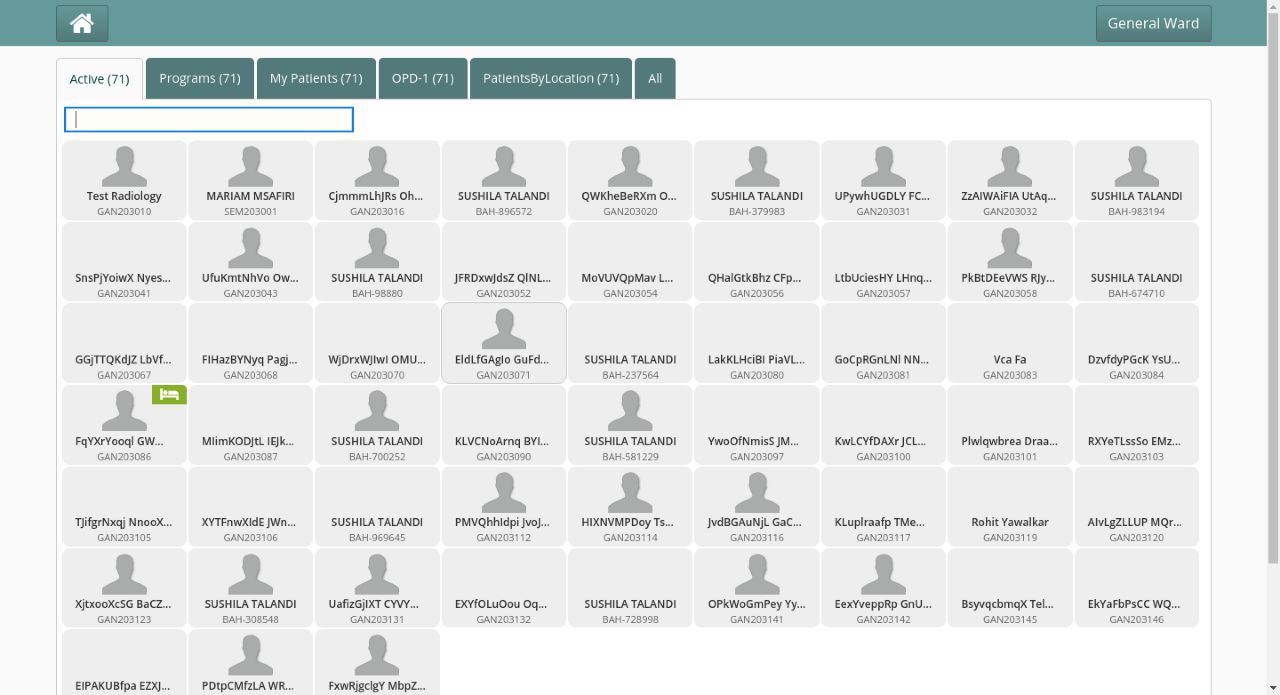 General Ward
Active (71)
Programs (71)
My Patients (71)
OPD-1 (71)
PatientsByLocation (71)
All
Test Radiology
GAN203010
MARIAM MSAFIRI
SEM203001
CjmmmLhJRs Oh...
GAN203016
SUSHILA TALANDI
BAH-896572
QWKheBeRXm O...
GAN203020
SUSHILA TALANDI
BAH-379983
UPywhUGDLY FC...
GAN203031
ZzAIWAiFIA UtAq...
GAN203032
SUSHILA TALANDI
BAH-983194
SnsPjYoiwX Nyes...
GAN203041
UfuKmtNhVo Ow...
GAN203043
SUSHILA TALANDI
BAH-98880
JFRDxwJdsZ QlNL...
GAN203052
MoVUVQpMav L...
GAN203054
QHalGtkBhz CFp...
GAN203056
LtbUciesHY LHnq...
GAN203057
PkBtDEeVWS RJy...
GAN203058
SUSHILA TALANDI
BAH-674710
GGjTTQKdJZ LbVf...
GAN203067
FIHazBYNyq Pagj...
GAN203068
WjDrxWJIwI OMU...
GAN203070
EldLfGAgIo GuFd...
GAN203071
SUSHILA TALANDI
BAH-237564
LakKLHciBI PiaVL...
GAN203080
GoCpRGnLNl NN...
GAN203081
Vca Fa
GAN203083
DzvfdyPGcK YsU...
GAN203084
FqYXrYooql GW...
GAN203086
MIimKODJtL IEJk...
GAN203087
SUSHILA TALANDI
BAH-700252
KLVCNoArnq BYI...
GAN203090
SUSHILA TALANDI
BAH-581229
YwoOfNmisS JM...
GAN203097
KwLCYfDAXr JCL...
GAN203100
Plwlqwbrea Draa...
GAN203101
RXYeTLssSo EMz...
GAN203103
TJifgrNxqj NnooX...
GAN203105
XYTFnwXIdE JWn...
GAN203106
SUSHILA TALANDI
BAH-969645
PMVQhhIdpi JvoJ...
GAN203112
HIXNVMPDoy Ts...
GAN203114
JvdBGAuNjL GaC...
GAN203116
KLuplraafp TMe...
GAN203117
Rohit Yawalkar
GAN203119
AIvLgZLLUP MQr...
GAN203120
XjtxooXcSG BaCZ...
GAN203123
SUSHILA TALANDI
BAH-308548
UafizGjIXT CYVY...
GAN203131
EXYfOLuOou Oq...
GAN203132
SUSHILA TALANDI
BAH-728998
OPkWoGmPey Yy...
GAN203141
EexYveppRp GnU...
GAN203142
BsyvqcbmqX Tel...
GAN203145
EkYaFbPsCC WQ...
GAN203146
EIPAKUBfpa EZXJ...
PDtpCMfzLA WR...
FxwRjgclgY MbpZ...